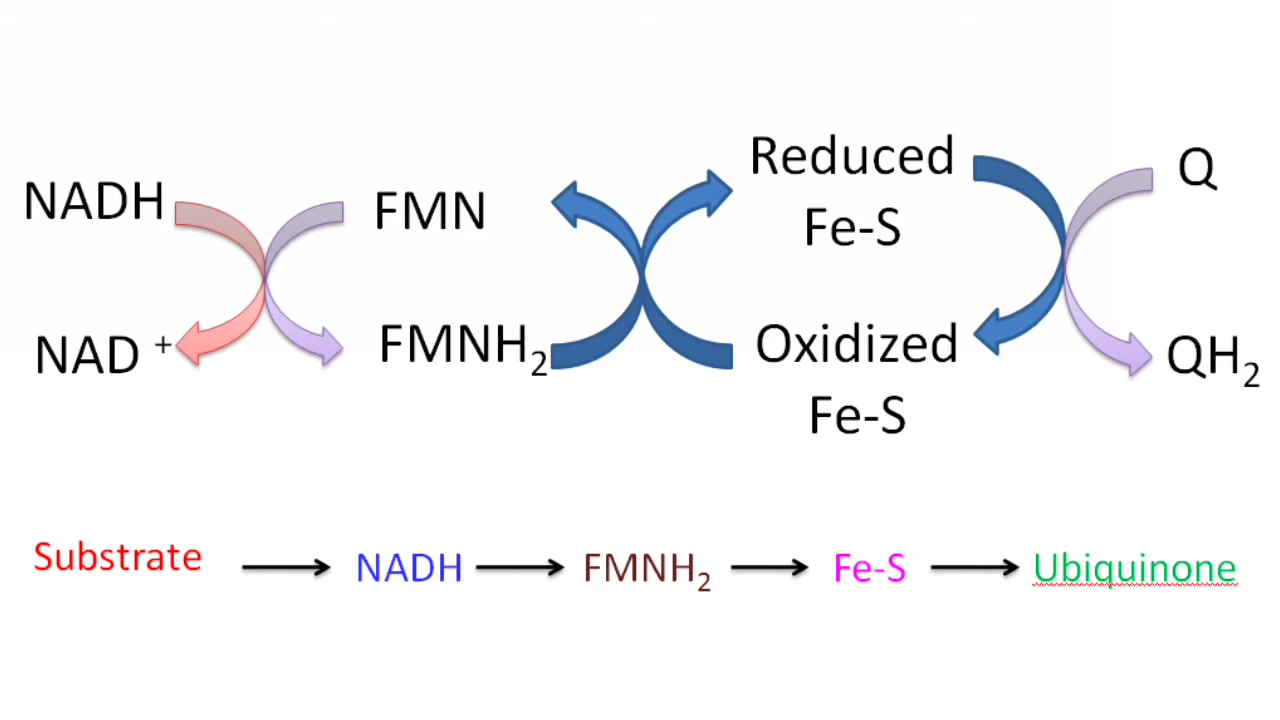 NADH
NAD +
FMN
FMNH₂
Reduced
Fe-S
Oxidized
Fe-S
Q
QH₂
Substrate
NADH
FMNH₂
Fe-S
Ubiquinone